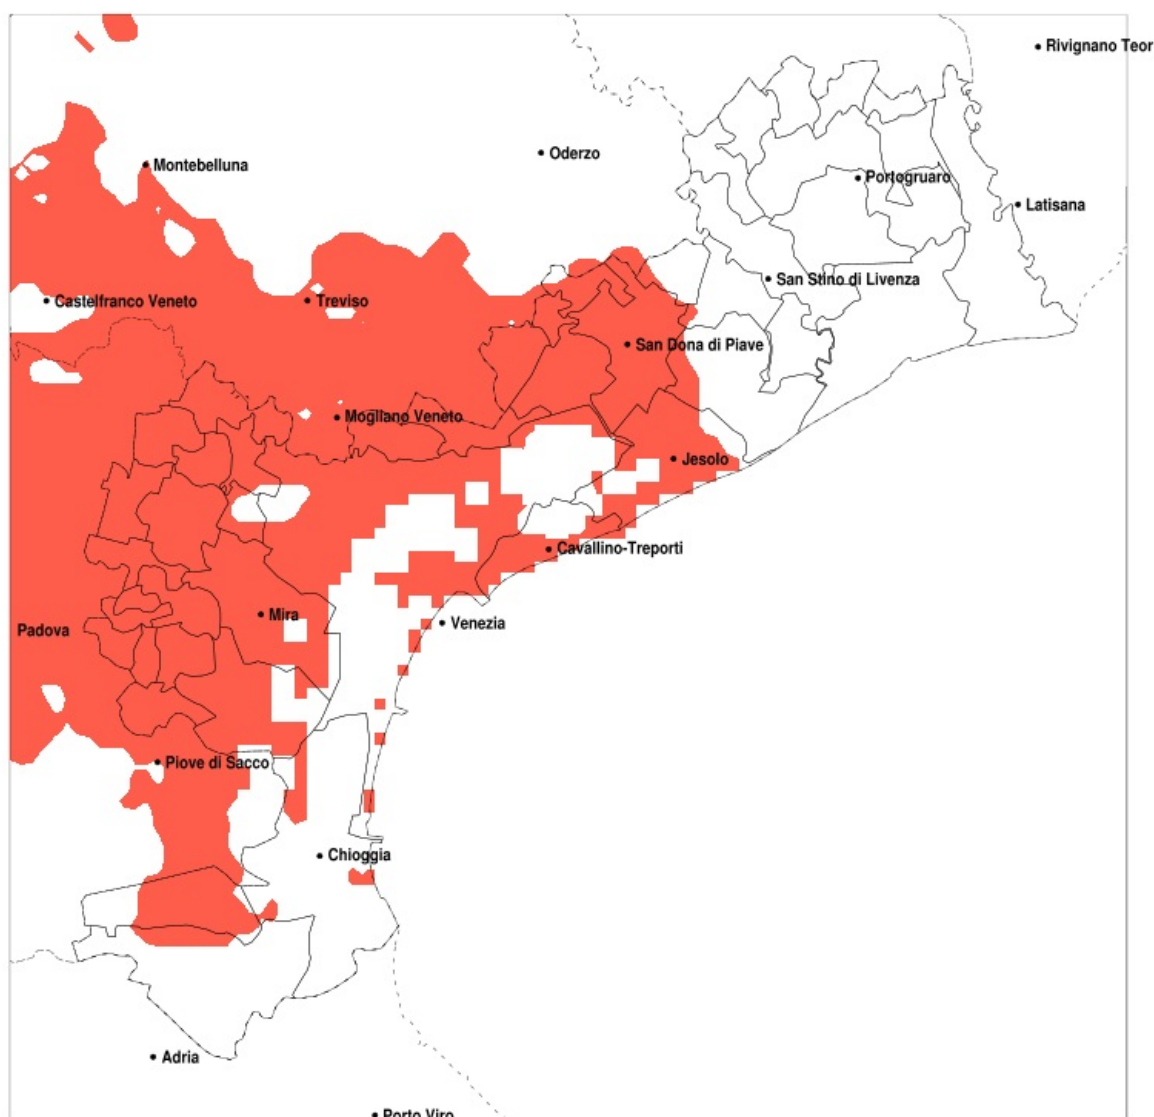 Rivignano Teor
Oderzo
Montebelluna
Portogruaro
Latisana
San Stino di Livenza
Castelfranco Veneto
Treviso
San Dona di Piave
Mogliano Veneto
Jesolo
Cavallino-Treporti
Mira
Venezia
Padova
Piove di Sacco
Chioggia
Adria
Porto Viro